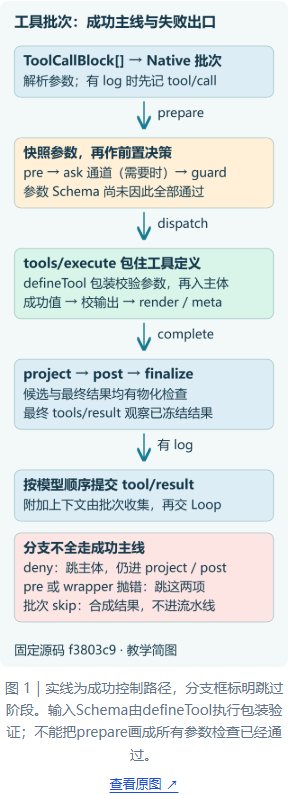 工具批次：成功主线与失败出口
ToolCallBlock[] → Native 批次
解析参数；有 log 时先记 tool/call
prepare
快照参数，再作前置决策
pre → ask 通道（需要时）→ guard
参数 Schema 尚未因此全部通过
dispatch
tools/execute 包住工具定义
defineTool 包装校验参数，再入主体
成功值 → 校输出 → render / meta
complete
project → post → finalize
候选与最终结果均有物化检查
最终 tools/result 观察已冻结结果
有 log
按模型顺序提交 tool/result
附加上下文由批次收集，再交 Loop
分支不全走成功主线
deny：跳主体，仍进 project / post
pre 或 wrapper 抛错：跳这两项
批次 skip：合成结果，不进流水线
固定源码 f3803c9 · 教学简图
图 1｜实线为成功控制路径，分支框标明跳过
阶段。输入Schema由defineTool执行包装验
证；不能把prepare画成所有参数检查已经通
过。
查看原图 ↗